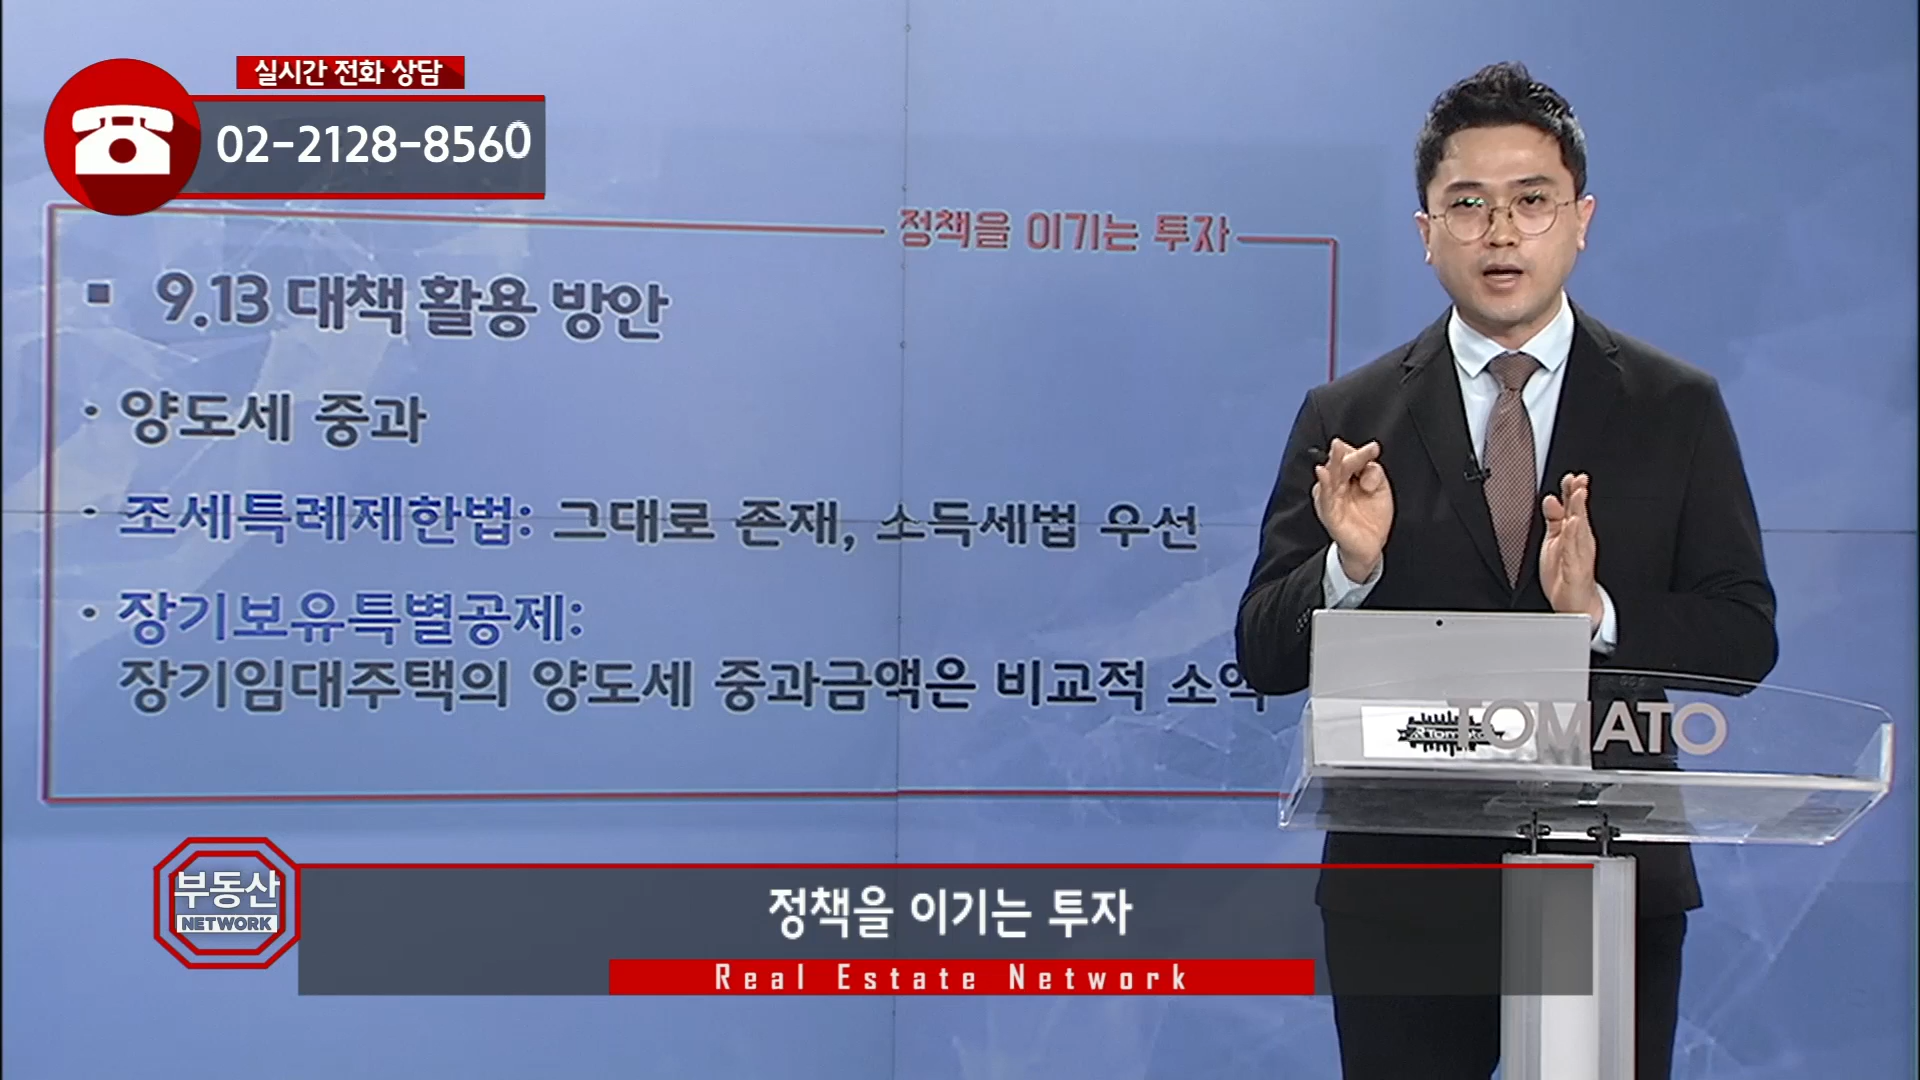 실시간 전화 상담
02-2128-8560
정책을 이기는 투자
▪ 9.13 대책 활용 방안
· 양도세 중과
· 조세특례제한법: 그대로 존재, 소득세법 우선
· 장기보유특별공제:
장기임대주택의 양도세 중과금액은 비교적 소액
TOMATO
부동산
NETWORK
정책을 이기는 투자
Real Estate Network